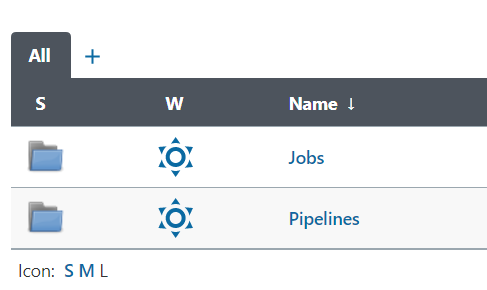 All +
S W Name ↓
Jobs
Pipelines
Icon: S M L